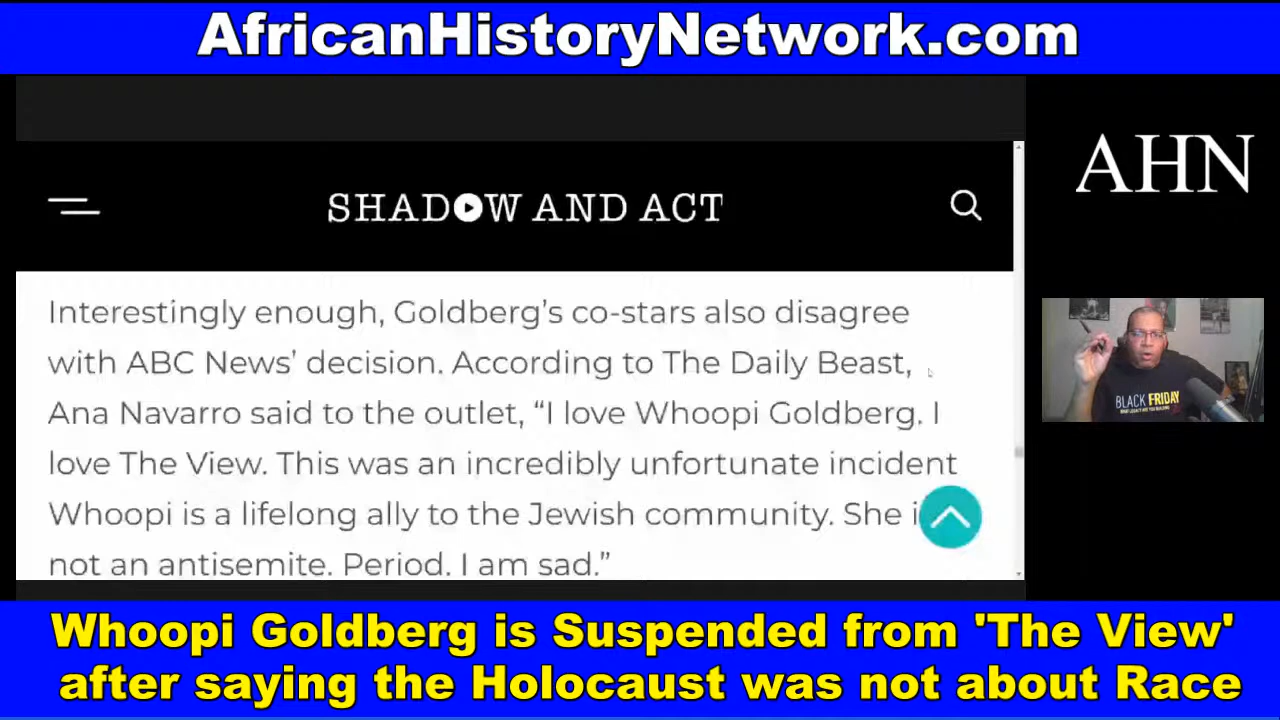 AfricanHistoryNetwork.com
AHN
SHADOW AND ACT
Interestingly enough, Goldberg’s co-stars also disagree
with ABC News’ decision. According to The Daily Beast,
Ana Navarro said to the outlet, “I love Whoopi Goldberg. I
love The View. This was an incredibly unfortunate incident
Whoopi is a lifelong ally to the Jewish community. She
not an antisemite. Period. I am sad.”
BLACK FRIDAY
Whoopi Goldberg is Suspended from 'The View'
after saying the Holocaust was not about Race